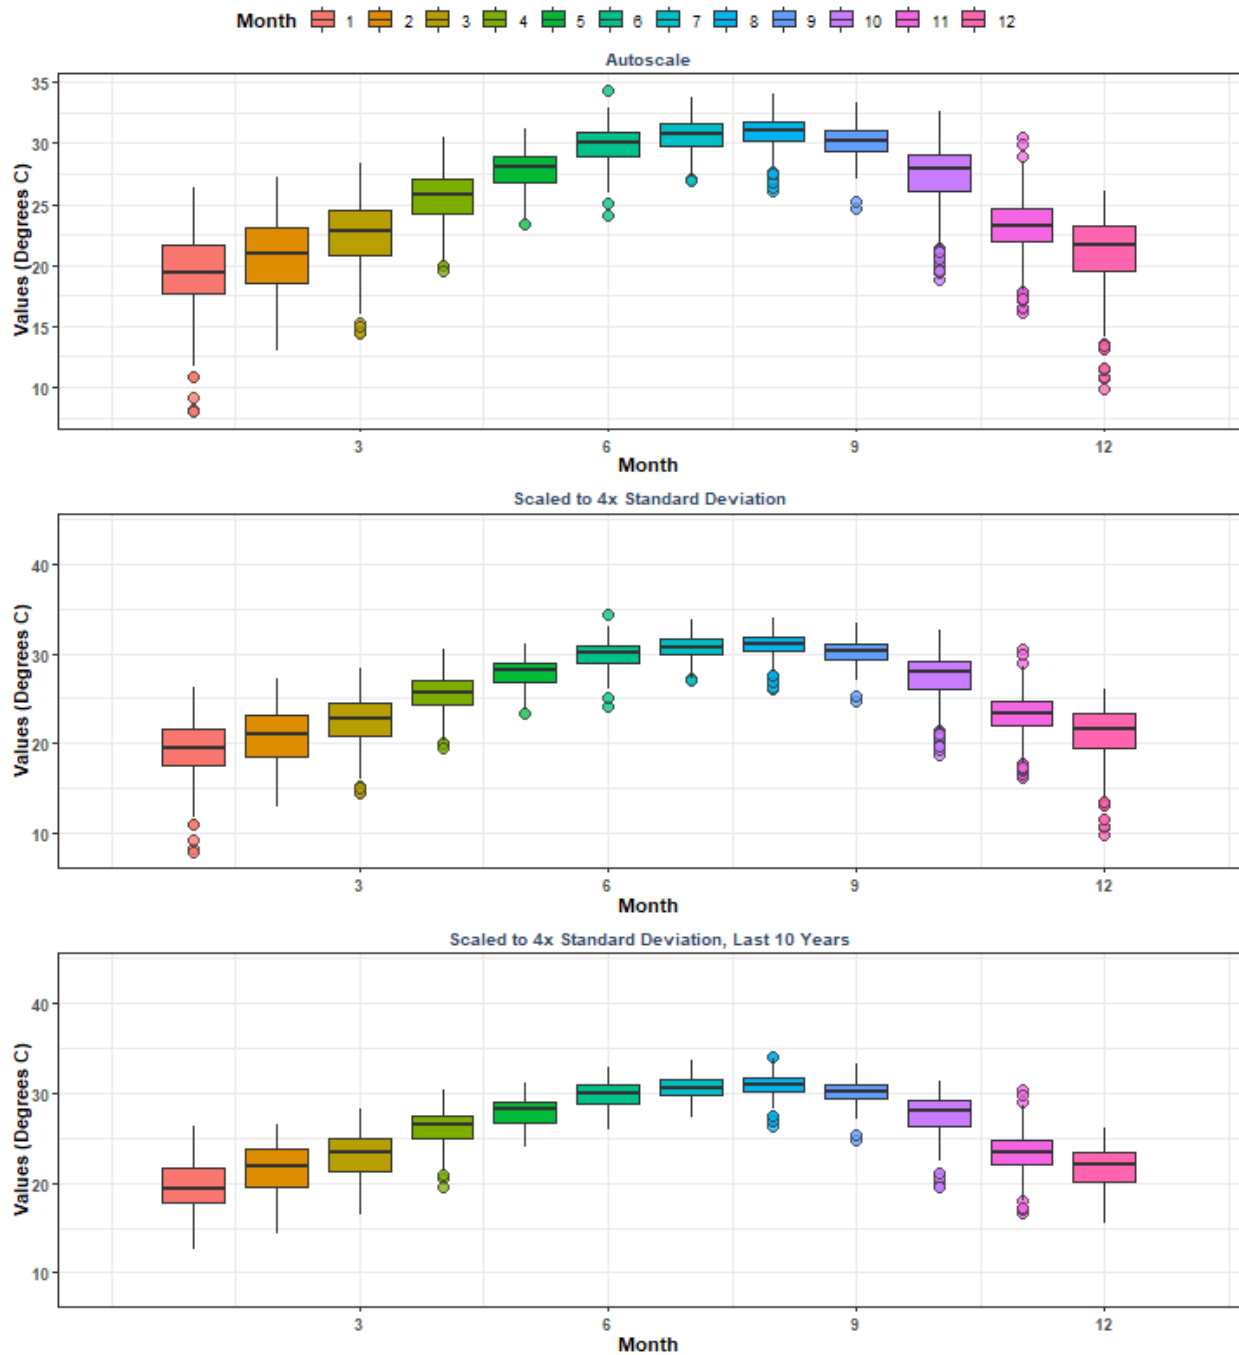 Month 1 2 3 4 5 6 7 8 9 10 11 12
Autoscale
Values (Degrees C)
35
30
25
20
15
10
3 6 9 12
Month
Scaled to 4x Standard Deviation
Values (Degrees C)
40
30
20
10
3 6 9 12
Month
Scaled to 4x Standard Deviation, Last 10 Years
Values (Degrees C)
40
30
20
10
3 6 9 12
Month